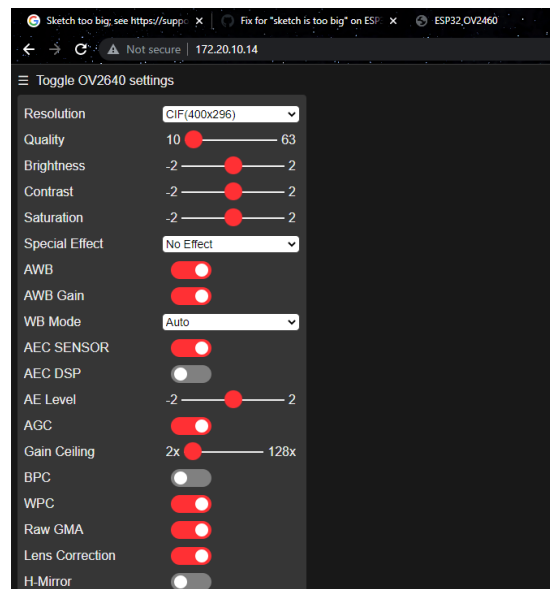 Sketch too big; see https://suppo
Fix for "sketch is too big" on ESP
ESP32_OV2460
Not secure | 172.20.10.14
Toggle OV2640 settings
Resolution CIF(400x296)
Quality 10 63
Brightness -2 2
Contrast -2 2
Saturation -2 2
Special Effect No Effect
AWB
AWB Gain
WB Mode Auto
AEC SENSOR
AEC DSP
AE Level -2 2
AGC
Gain Ceiling 2x 128x
BPC
WPC
Raw GMA
Lens Correction
H-Mirror